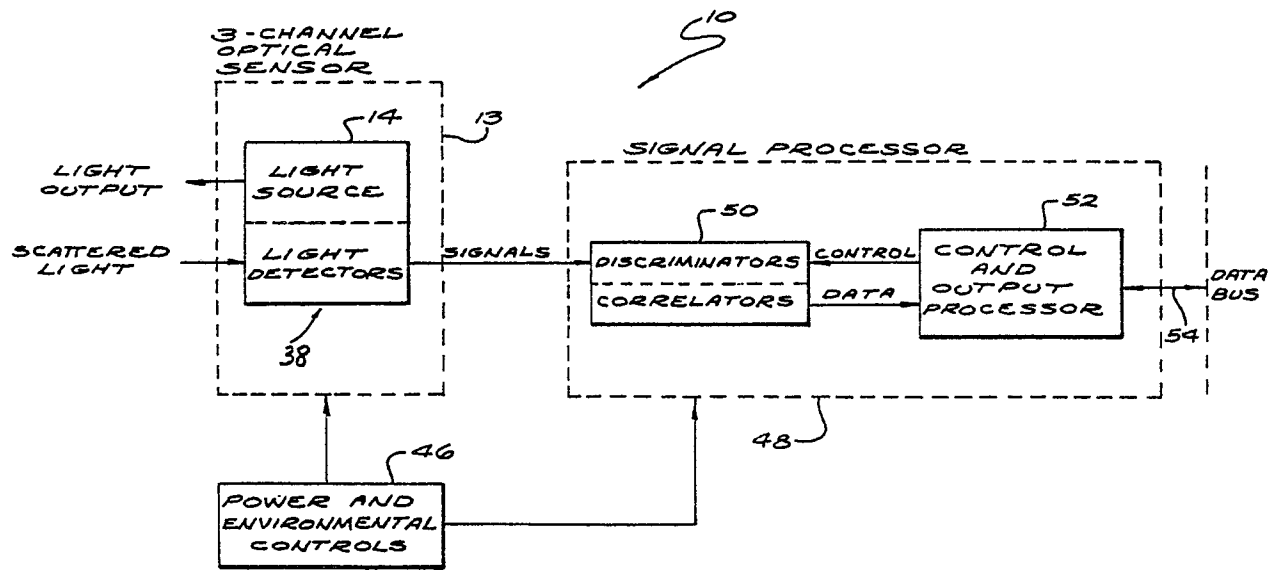 10
3-CHANNEL
OPTICAL
SENSOR
14
13
LIGHT
OUTPUT
LIGHT
SOURCE
SCATTERED
LIGHT
LIGHT
DETECTORS
38
SIGNALS
SIGNAL PROCESSOR
50
DISCRIMINATORS
CORRELATORS
CONTROL
DATA
52
CONTROL
AND
OUTPUT
PROCESSOR
54
DATA
BUS
48
46
POWER AND
ENVIRONMENTAL
CONTROLS